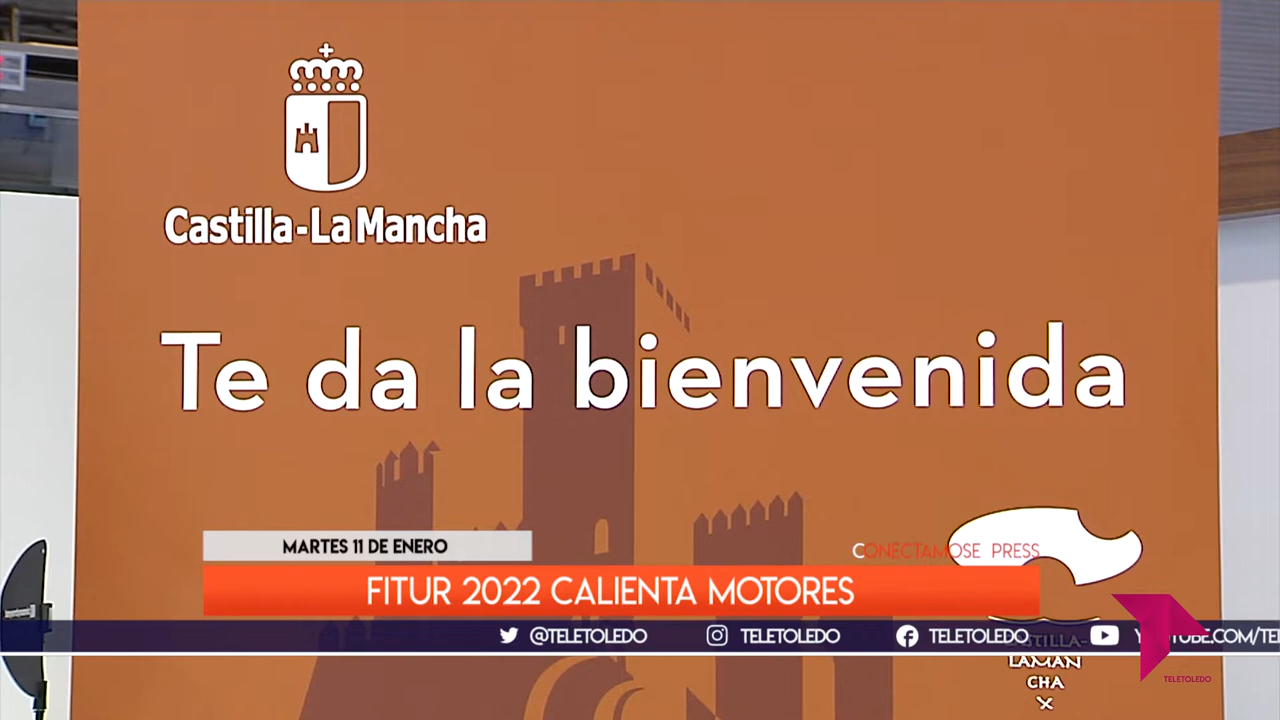 Castilla-La Mancha
Te da la bienvenida
MARTES 11 DE ENERO
CONECTAMOSE PRESS
FITUR 2022 CALIENTA MOTORES
@TELETOLEDO TELETOLEDO TELETOLEDO
CASTILLA-
LAMAN
CHA
X
TELETOLEDO